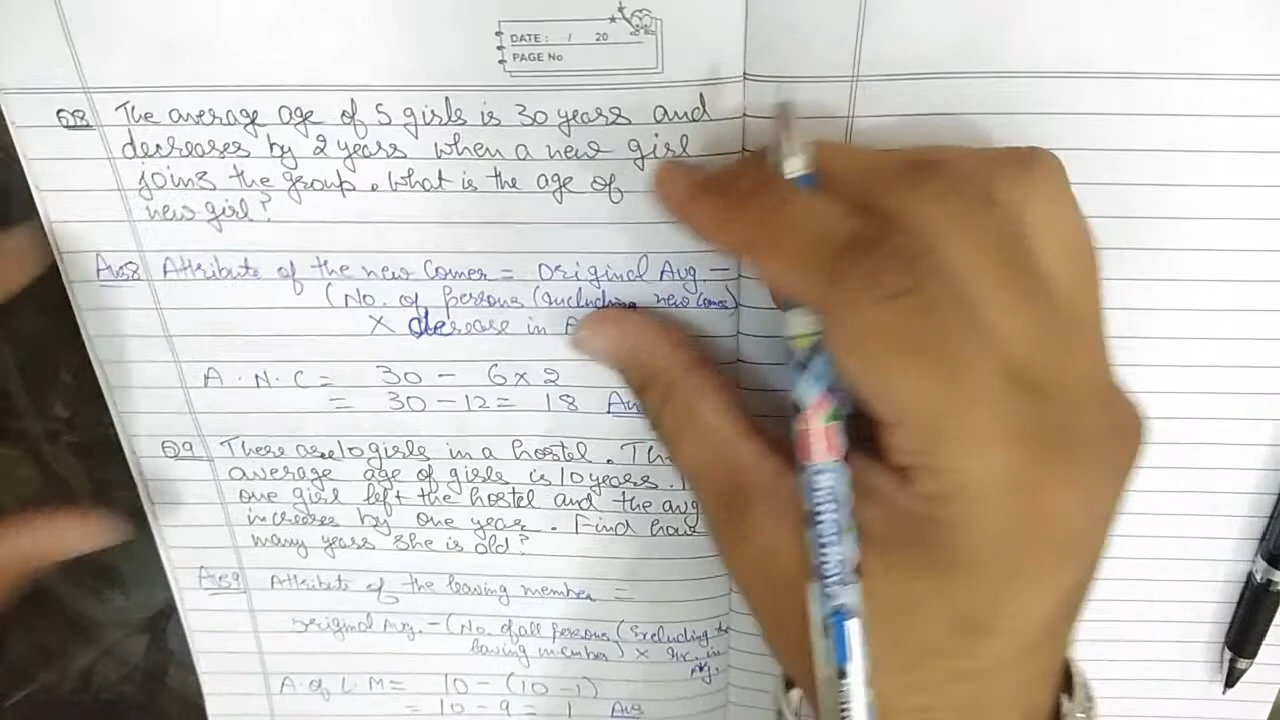 DATE: / 20
PAGE No
Q8 The average age of 5 girls is 30 years and
decreases by 2 years when a new girl
joins the group. What is the age of
new girl?
Ans8 Attribute of the new Comer = Original Avg -
(No. of persons (including new comer)
× decrease in
A.N.C = 30 - 6×2
= 30 - 12 = 18 Ans
Q9 There are 10 girls in a hostel. The
average age of girls is 10 years.
one girl left the hostel and the avg
increases by one year. Find how
many years she is old?
Ans9 Attribute of the leaving member =
Original Avg. - (No. of all persons (Excluding the
leaving member) × Inc. in
Avg.
A. of L. M = 10 - (10 - 1)
= 10 - 9 = 1 Ans